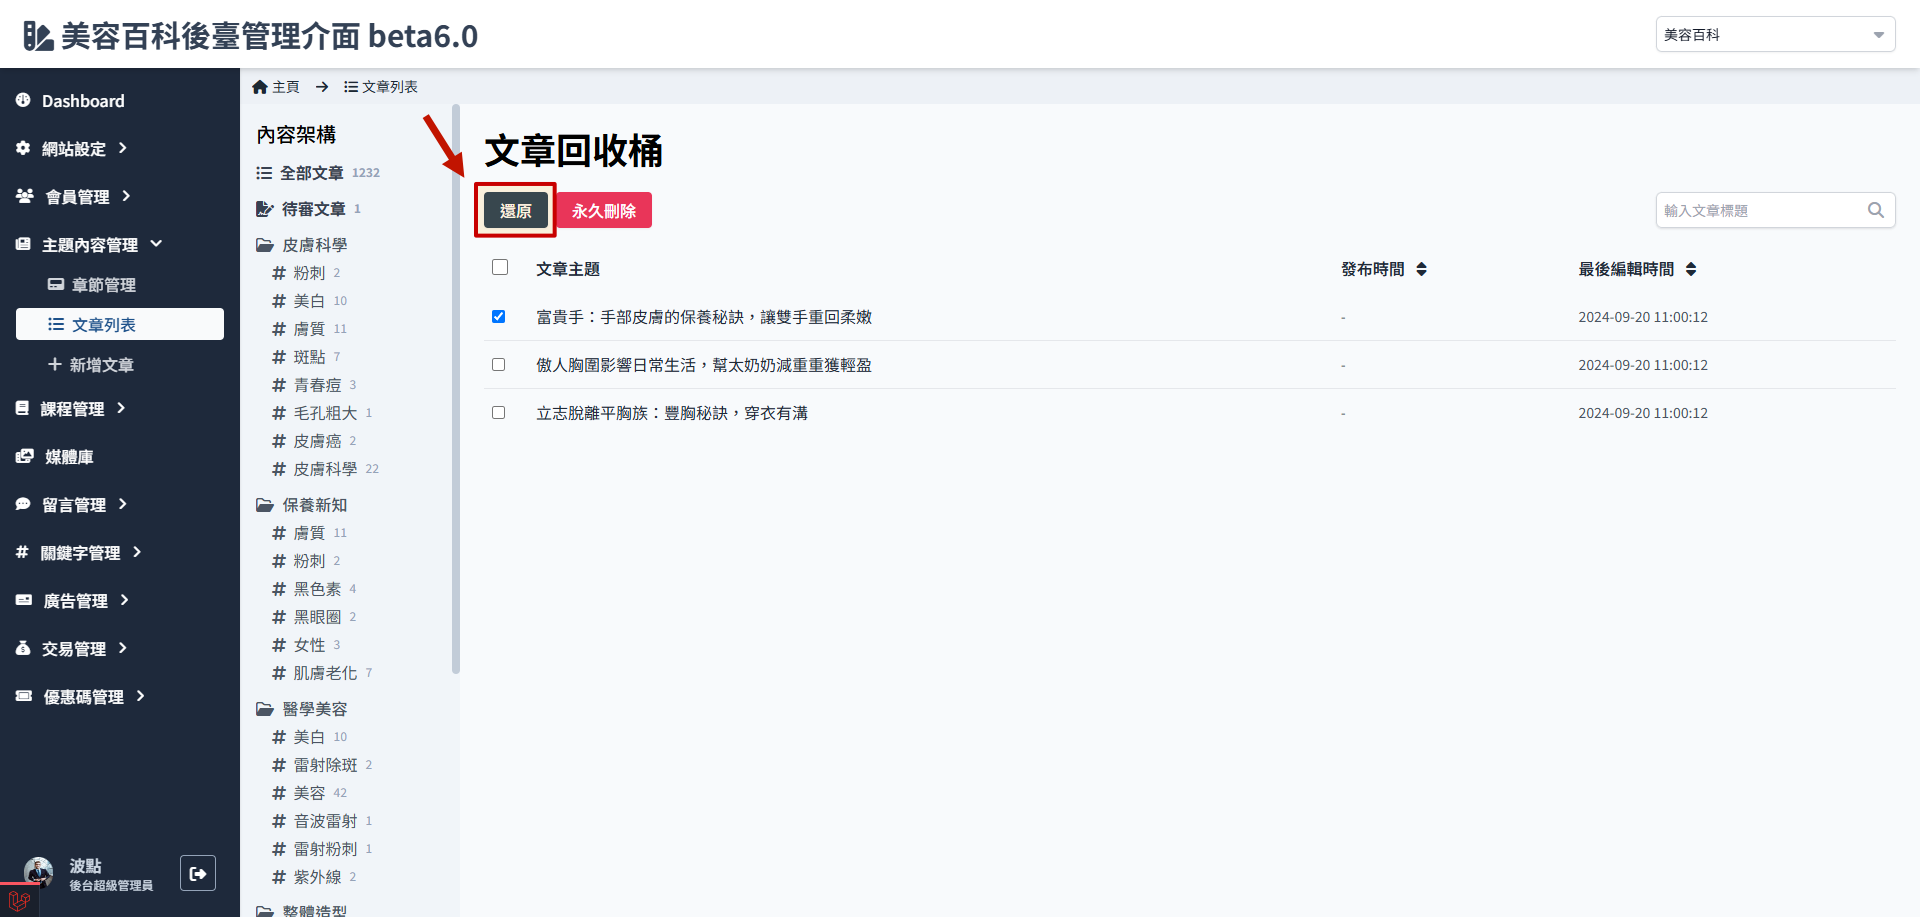 美容百科後臺管理介面 beta6.0
美容百科
Dashboard
網站設定
會員管理
主題內容管理
章節管理
文章列表
新增文章
課程管理
媒體庫
留言管理
關鍵字管理
廣告管理
交易管理
優惠碼管理
波點
後台超級管理員
主頁 → 文章列表
內容架構
全部文章 1232
待審文章 1
皮膚科學
# 粉刺 2
# 美白 10
# 膚質 11
# 斑點 7
# 青春痘 3
# 毛孔粗大 1
# 皮膚癌 2
# 皮膚科學 22
保養新知
# 膚質 11
# 粉刺 2
# 黑色素 4
# 黑眼圈 2
# 女性 3
# 肌膚老化 7
醫學美容
# 美白 10
# 雷射除斑 2
# 美容 42
# 音波雷射 1
# 雷射粉刺 1
# 紫外線 2
整體造型
文章回收桶
還原 永久刪除
輸入文章標題
文章主題 發布時間 最後編輯時間
富貴手：手部皮膚的保養秘訣，讓雙手重回柔嫩 - 2024-09-20 11:00:12
傲人胸圍影響日常生活，幫太奶奶減重重獲輕盈 - 2024-09-20 11:00:12
立志脫離平胸族：豐胸秘訣，穿衣有溝 - 2024-09-20 11:00:12